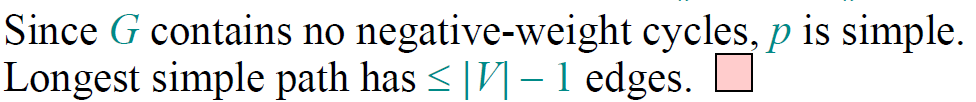 Since G contains no negative-weight cycles, p is simple.
Longest simple path has ≤ |V| – 1 edges.